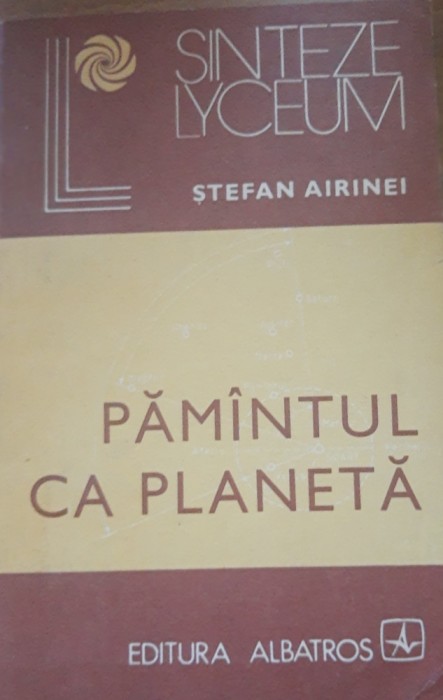 SINTEZE
LYCEUM
ȘTEFAN AIRINEI
PĂMÎNTUL
CA PLANETĂ
EDITURA ALBATROS